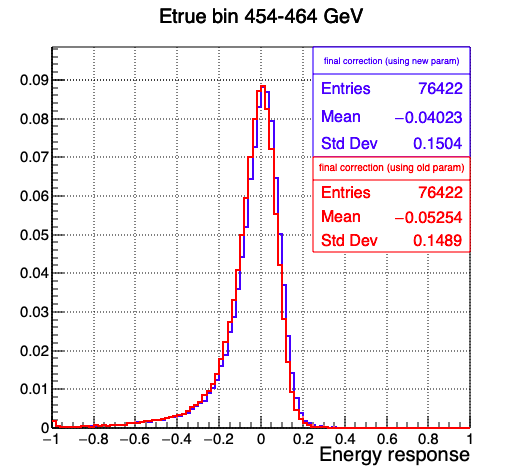 Etrue bin 454-464 GeV
final correction (using new param)
Entries 76422
Mean −0.04023
Std Dev 0.1504
final correction (using old param)
Entries 76422
Mean −0.05254
Std Dev 0.1489
0.09
0.08
0.07
0.06
0.05
0.04
0.03
0.02
0.01
0
−1 −0.8 −0.6 −0.4 −0.2 0 0.2 0.4 0.6 0.8 1
Energy response